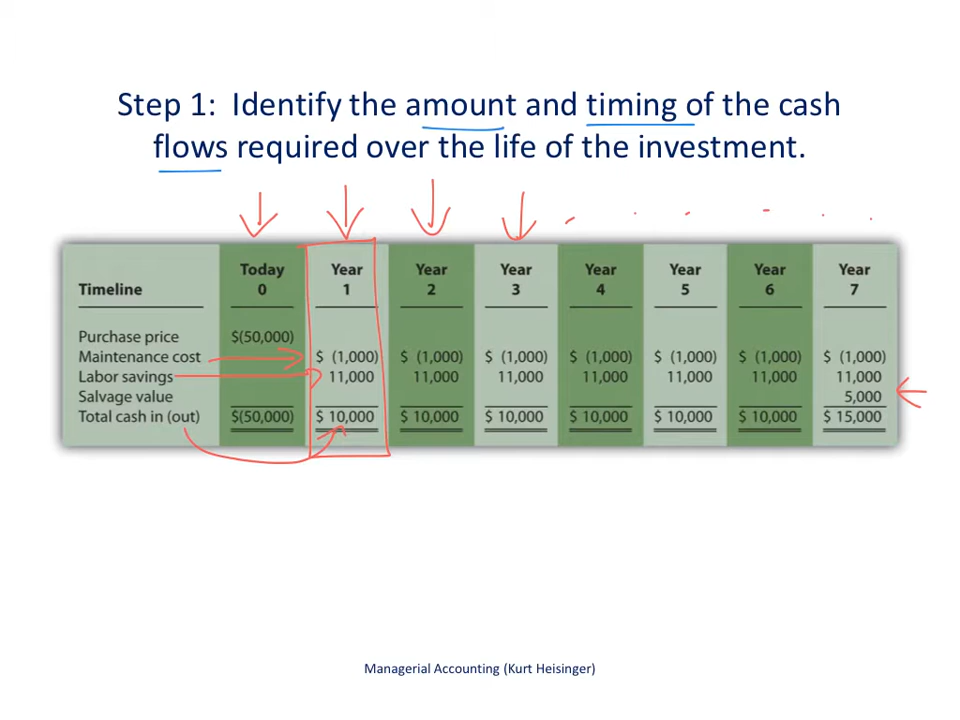 Step 1: Identify the amount and timing of the cash
flows required over the life of the investment.
Today Year Year Year Year Year Year Year
Timeline 0 1 2 3 4 5 6 7
Purchase price $(50,000)
Maintenance cost $ (1,000) $ (1,000) $ (1,000) $ (1,000) $ (1,000) $ (1,000) $ (1,000)
Labor savings 11,000 11,000 11,000 11,000 11,000 11,000 11,000
Salvage value 5,000
Total cash in (out) $(50,000) $ 10,000 $ 10,000 $ 10,000 $ 10,000 $ 10,000 $ 10,000 $ 15,000
Managerial Accounting (Kurt Heisinger)